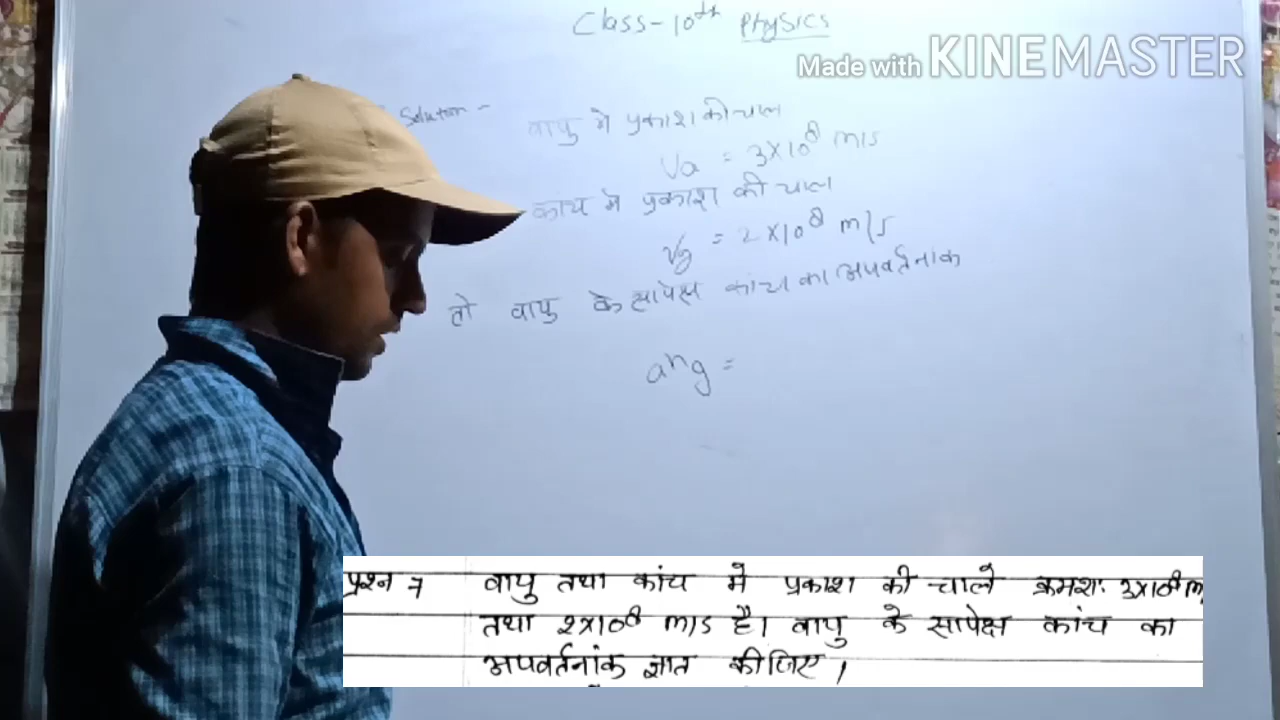 Class-10th Physics
Made with KINEMASTER
Solution -
वायु मे प्रकाश की चाल
Va = 3×10⁸ m/s
कांच मे प्रकाश की चाल
Vg = 2×10⁸ m/s
तो वायु के सापेक्ष कांच का अपवर्तनांक
ang =
प्रश्न 7 वायु तथा कांच मे प्रकाश की चाले क्रमशः 3×10⁸ m/
तथा 2×10⁸ m/s है। वायु के सापेक्ष कांच का
अपवर्तनांक ज्ञात कीजिए।